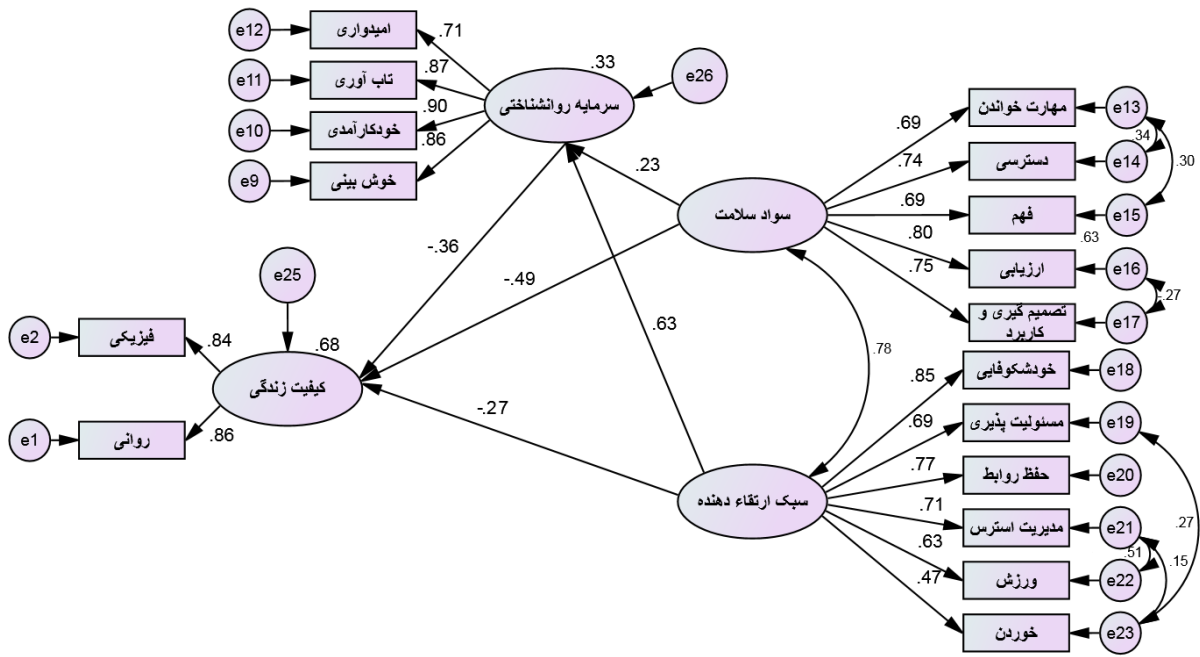 e12
امیدواری
.71
e11
تاب آوری
.87
e10
خودکارآمدی
.90
e9
خوش بینی
.86
سرمایه روانشناختی
.33
e26
.23
-.36
-.49
.63
-.27
.78
e25
.68
کیفیت زندگی
e2
فیزیکی
.84
e1
روانی
.86
سواد سلامت
.69
مهارت خواندن
e13
.74
دسترسی
e14
.34
.30
.69
فهم
e15
.63
.80
ارزیابی
e16
.75
تصمیم گیری و
کاربرد
e17
-.27
سبک ارتقاء دهنده
.85
خودشکوفایی
e18
.69
مسئولیت پذیری
e19
.77
حفظ روابط
e20
.71
مدیریت استرس
e21
.27
.63
ورزش
e22
.51
.15
.47
خوردن
e23